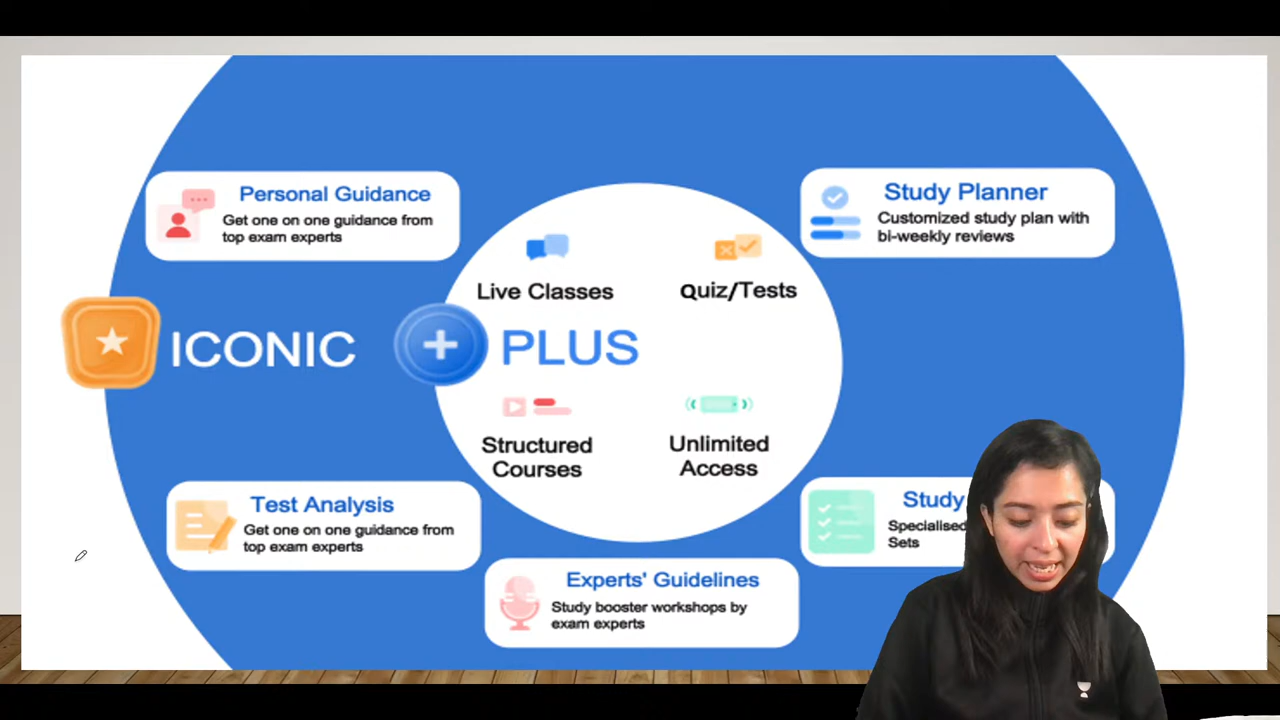 Personal Guidance
Get one on one guidance from
top exam experts
Study Planner
Customized study plan with
bi-weekly reviews
Live Classes
Quiz/Tests
ICONIC
PLUS
Structured
Courses
Unlimited
Access
Test Analysis
Get one on one guidance from
top exam experts
Study
Specialised
Sets
Experts' Guidelines
Study booster workshops by
exam experts